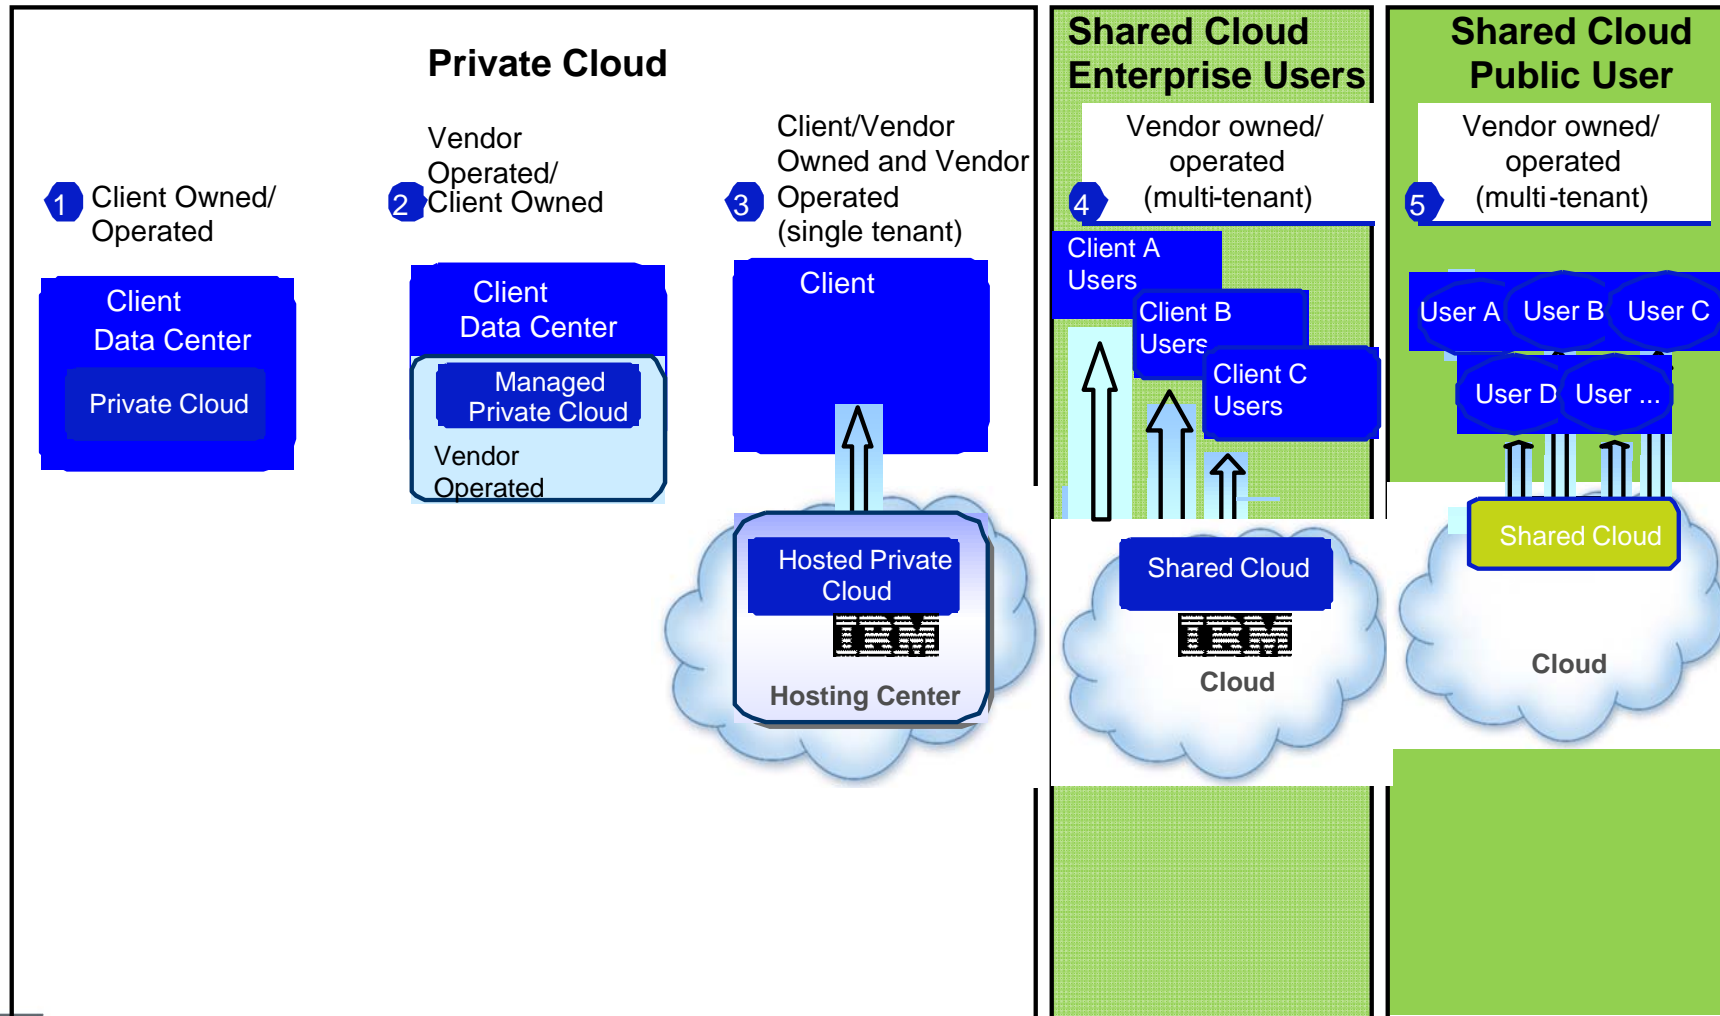 Private Cloud
1
Client Owned/
Operated
Client
Data Center
Private Cloud
Vendor
Operated/
2
Client Owned
Client
Data Center
Managed
Private Cloud
Vendor
Operated
Client/Vendor
Owned and Vendor
3
Operated
(single tenant)
Client
Hosted Private
Cloud
IBM
Hosting Center
Shared Cloud
Enterprise Users
Vendor owned/
operated
4
(multi-tenant)
Client A
Users
Client B
Users
Client C
Users
Shared Cloud
IBM
Cloud
Shared Cloud
Public User
Vendor owned/
operated
5
(multi-tenant)
User A
User B
User C
User D
User ...
Shared Cloud
Cloud